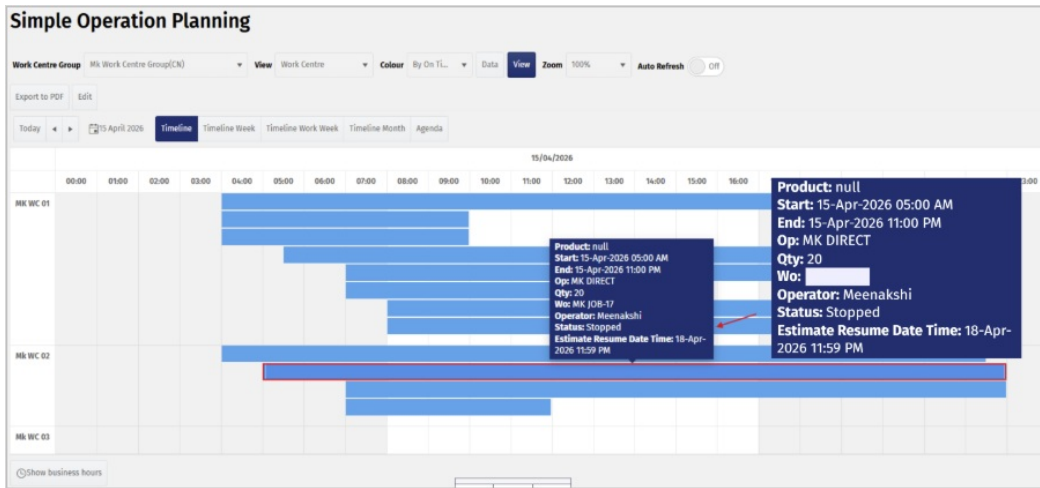 Simple Operation Planning
Work Centre Group Mk Work Centre Group(CN) View Work Centre Colour By On Ti... Data View Zoom 100% Auto Refresh Off
Export to PDF Edit
Today 15 April 2026 Timeline Timeline Week Timeline Work Week Timeline Month Agenda
15/04/2026
00:00 01:00 02:00 03:00 04:00 05:00 06:00 07:00 08:00 09:00 10:00 11:00 12:00 13:00 14:00 15:00 16:00
MK WC 01
Product: null
Start: 15-Apr-2026 05:00 AM
End: 15-Apr-2026 11:00 PM
Op: MK DIRECT
Qty: 20
Wo: MK JOB-17
Operator: Meenakshi
Status: Stopped
Estimate Resume Date Time: 18-Apr-
2026 11:59 PM
Product: null
Start: 15-Apr-2026 05:00 AM
End: 15-Apr-2026 11:00 PM
Op: MK DIRECT
Qty: 20
Wo:
Operator: Meenakshi
Status: Stopped
Estimate Resume Date Time: 18-Apr-
2026 11:59 PM
Mk WC 02
Mk WC 03
Show business hours